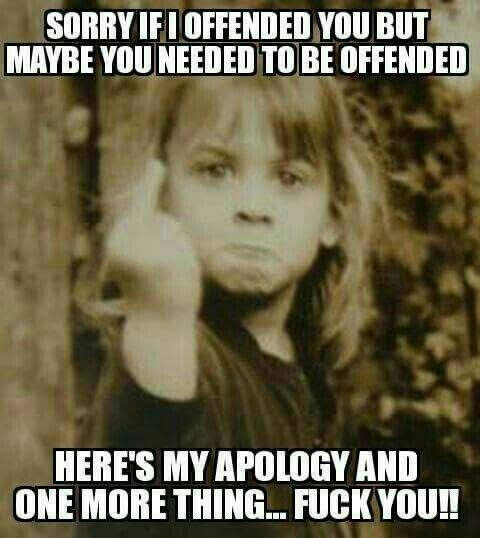 SORRY IF I OFFENDED YOU BUT
MAYBE YOU NEEDED TO BE OFFENDED
HERE'S MY APOLOGY AND
ONE MORE THING... FUCK YOU!!